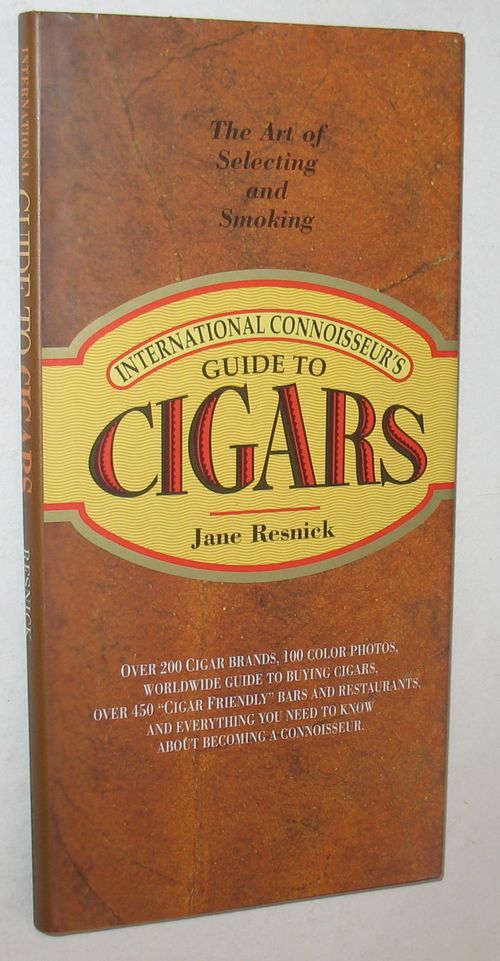 The Art of
Selecting
and
Smoking
INTERNATIONAL CONNOISSEUR'S
GUIDE TO
CIGARS
Jane Resnick
OVER 200 CIGAR BRANDS, 100 COLOR PHOTOS,
WORLDWIDE GUIDE TO BUYING CIGARS,
OVER 450 "CIGAR FRIENDLY" BARS AND RESTAURANTS,
AND EVERYTHING YOU NEED TO KNOW
ABOUT BECOMING A CONNOISSEUR.
INTERNATIONAL GUIDE TO CIGARS RESNICK